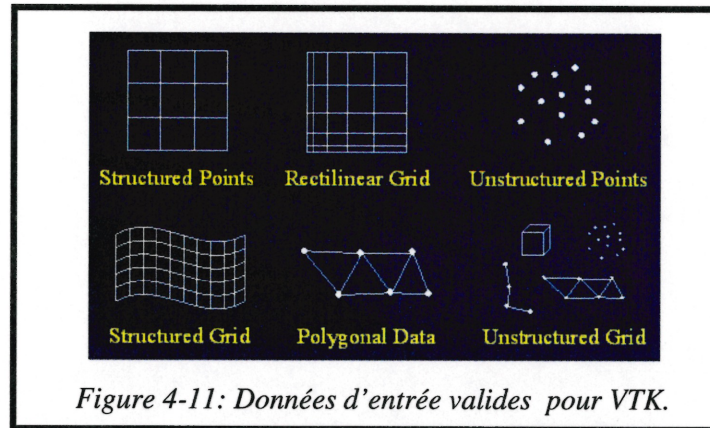 Structured Points Rectilinear Grid Unstructured Points
Structured Grid Polygonal Data Unstructured Grid
Figure 4-11: Données d'entrée valides pour VTK.